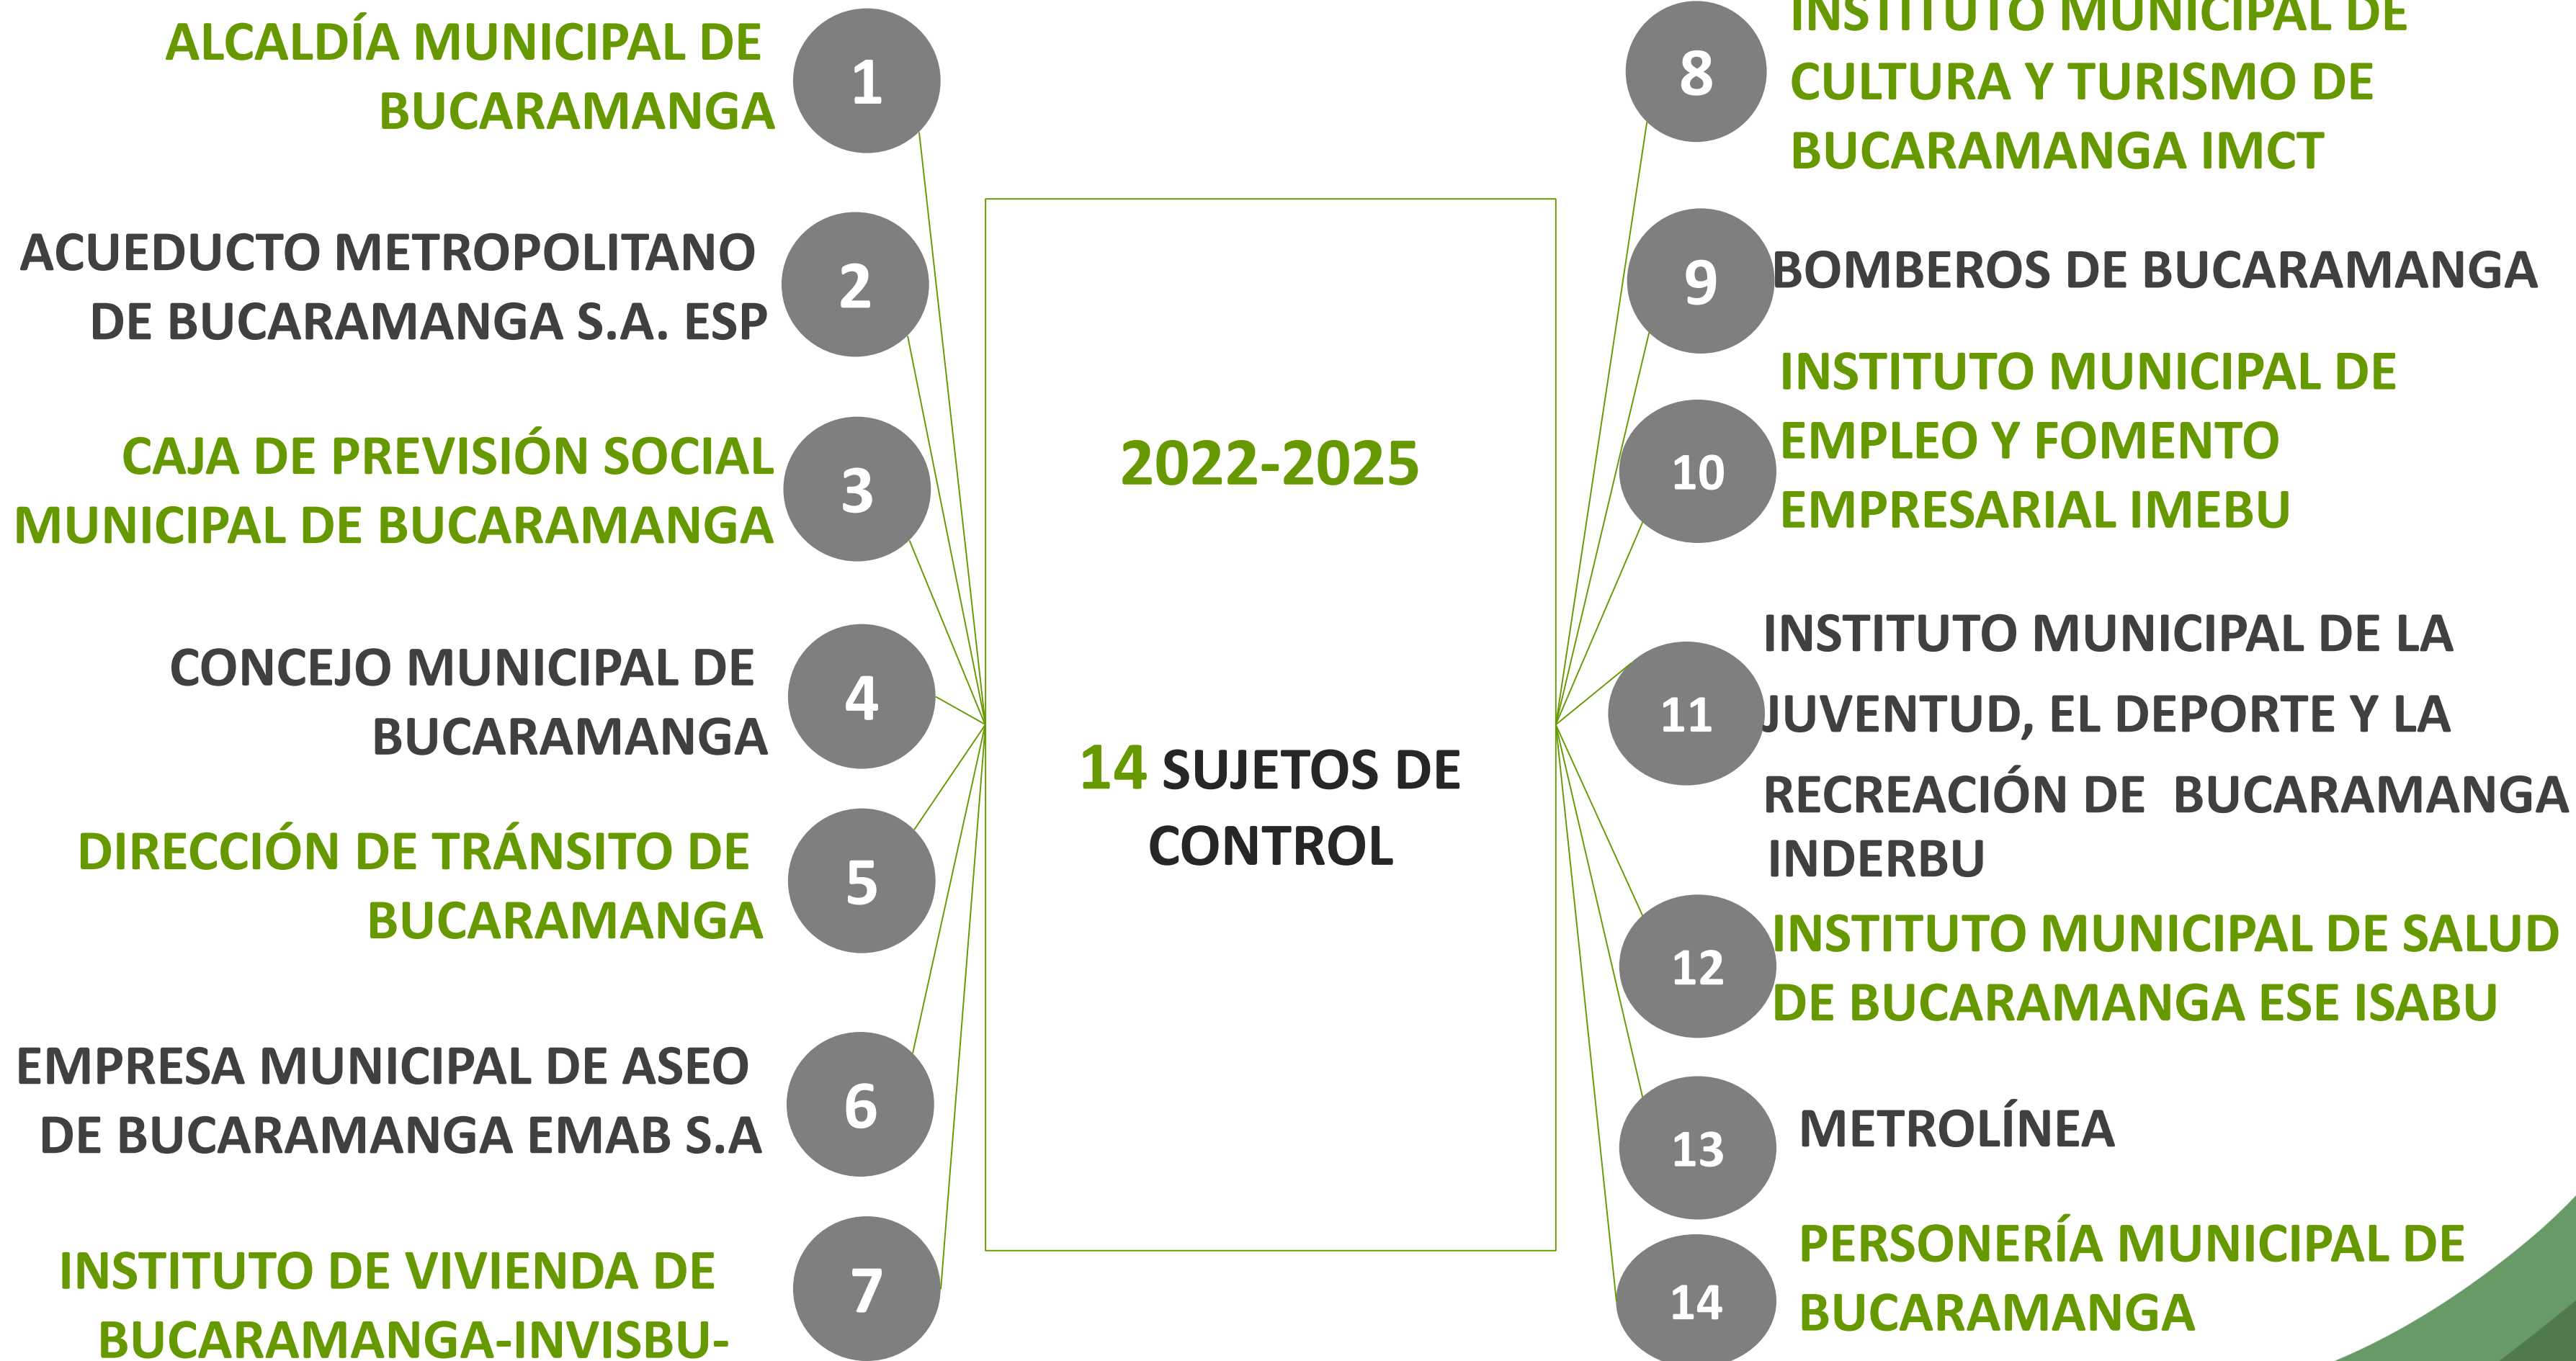 ALCALDÍA MUNICIPAL DE
BUCARAMANGA
1
ACUEDUCTO METROPOLITANO
DE BUCARAMANGA S.A. ESP
2
CAJA DE PREVISIÓN SOCIAL
MUNICIPAL DE BUCARAMANGA
3
CONCEJO MUNICIPAL DE
BUCARAMANGA
4
DIRECCIÓN DE TRÁNSITO DE
BUCARAMANGA
5
EMPRESA MUNICIPAL DE ASEO
DE BUCARAMANGA EMAB S.A
6
INSTITUTO DE VIVIENDA DE
BUCARAMANGA-INVISBU-
7
2022-2025
14 SUJETOS DE
CONTROL
8
INSTITUTO MUNICIPAL DE
CULTURA Y TURISMO DE
BUCARAMANGA IMCT
9
BOMBEROS DE BUCARAMANGA
10
INSTITUTO MUNICIPAL DE
EMPLEO Y FOMENTO
EMPRESARIAL IMEBU
11
INSTITUTO MUNICIPAL DE LA
JUVENTUD, EL DEPORTE Y LA
RECREACIÓN DE BUCARAMANGA
INDERBU
12
INSTITUTO MUNICIPAL DE SALUD
DE BUCARAMANGA ESE ISABU
13
METROLÍNEA
14
PERSONERÍA MUNICIPAL DE
BUCARAMANGA